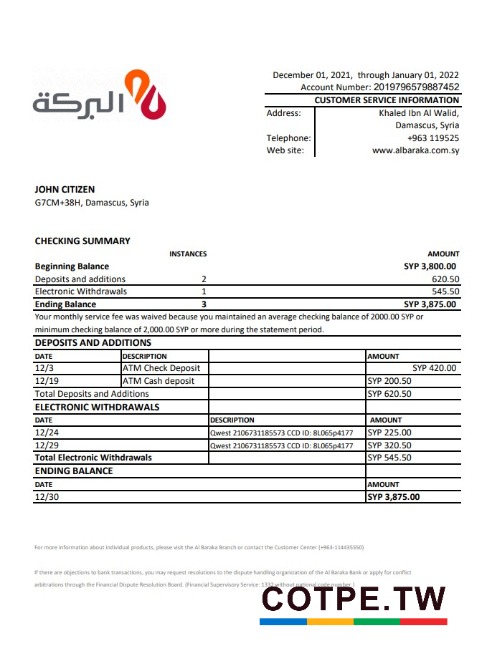 December 01, 2021, through January 01, 2022
Account Number: 2019796579887452
البركة
CUSTOMER SERVICE INFORMATION
Address: Khaled Ibn Al Walid,
Damascus, Syria
Telephone: +963 119525
Web site: www.albaraka.com.sy
JOHN CITIZEN
G7CM+38H, Damascus, Syria
CHECKING SUMMARY
INSTANCES AMOUNT
Beginning Balance SYP 3,800.00
Deposits and additions 2 620.50
Electronic Withdrawals 1 545.50
Ending Balance 3 SYP 3,875.00
Your monthly service fee was waived because you maintained an average checking balance of 2000.00 SYP or
minimum checking balance of 2,000.00 SYP or more during the statement period.
DEPOSITS AND ADDITIONS
DATE DESCRIPTION AMOUNT
12/3 ATM Check Deposit SYP 420.00
12/19 ATM Cash deposit SYP 200.50
Total Deposits and Additions SYP 620.50
ELECTRONIC WITHDRAWALS
DATE DESCRIPTION AMOUNT
12/24 Qwest 2106731185573 CCD ID: 8L065p4177 SYP 225.00
12/29 Qwest 2106731185573 CCD ID: 8L065p4177 SYP 320.50
Total Electronic Withdrawals SYP 545.50
ENDING BALANCE
DATE AMOUNT
12/30 SYP 3,875.00
For more information about individual products, please visit the Al Baraka Branch or contact the Customer Center
If there are objections to bank transactions, you may request resolutions to the dispute handling organization of the Al Baraka Bank or apply for conflict
arbitrations through the Financial Dispute Resolution Board. (Financial Supervisory Service: 1332 without national code number.)
COTPE.TW